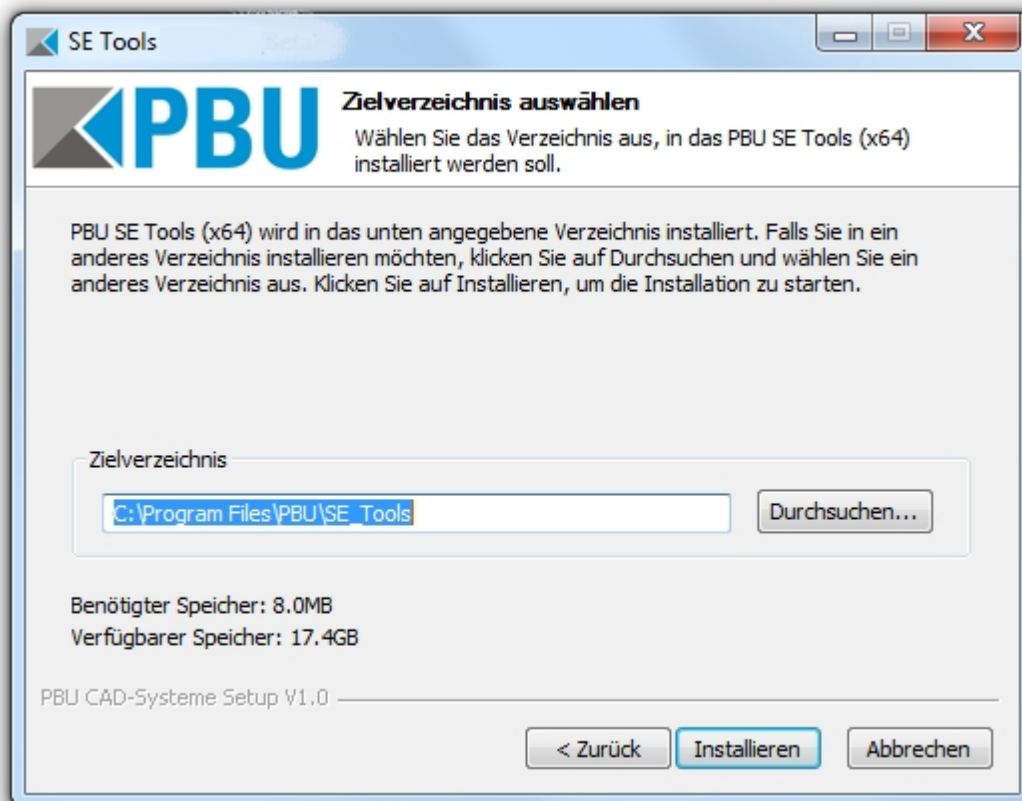 SE Tools
PBU
Zielverzeichnis auswählen
Wählen Sie das Verzeichnis aus, in das PBU SE Tools (x64)
installiert werden soll.
PBU SE Tools (x64) wird in das unten angegebene Verzeichnis installiert. Falls Sie in ein
anderes Verzeichnis installieren möchten, klicken Sie auf Durchsuchen und wählen Sie ein
anderes Verzeichnis aus. Klicken Sie auf Installieren, um die Installation zu starten.
Zielverzeichnis
C:\Program Files\PBU\SE_Tools
Durchsuchen...
Benötigter Speicher: 8.0MB
Verfügbarer Speicher: 17.4GB
PBU CAD-Systeme Setup V1.0
< Zurück
Installieren
Abbrechen